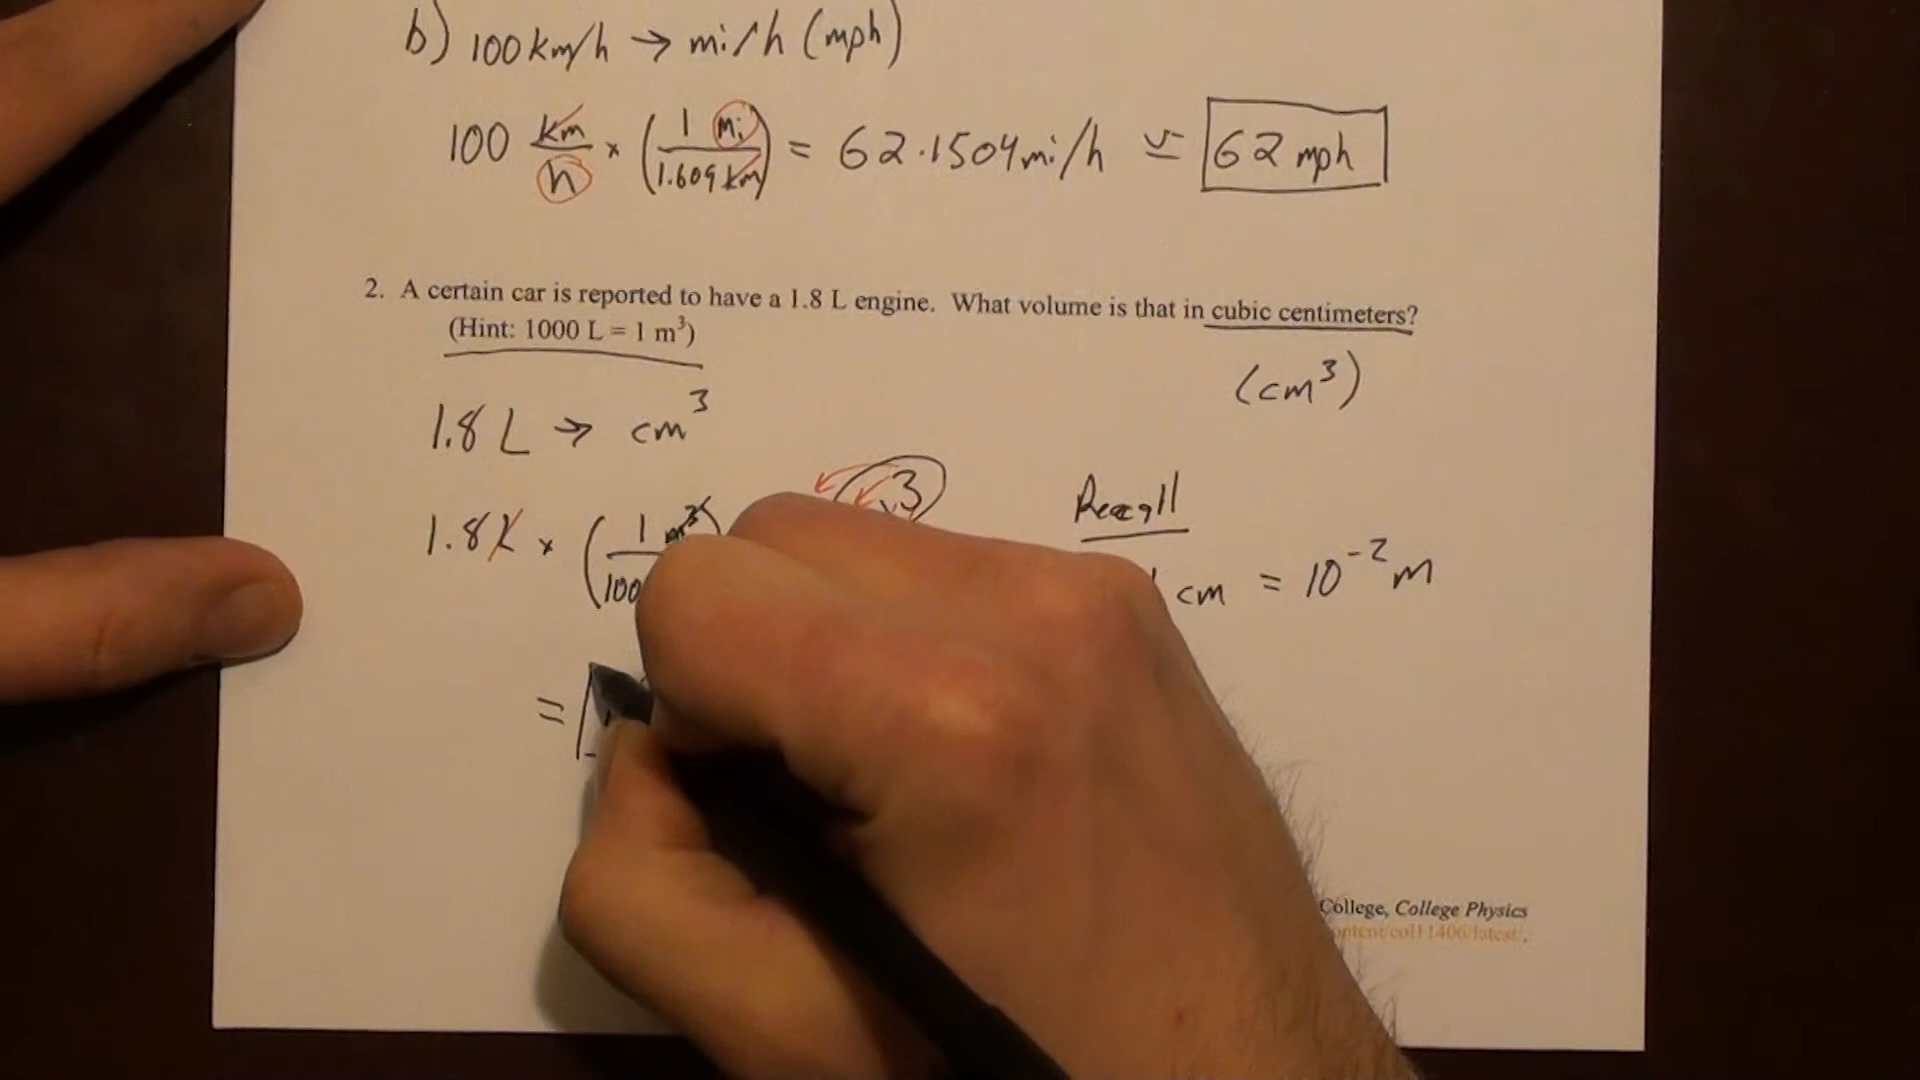 b) 100 km/h → mi/h (mph)
100 km/h × (1 mi / 1.609 km) = 62.1504 mi/h ≃ 62 mph
2. A certain car is reported to have a 1.8 L engine. What volume is that in cubic centimeters?
(Hint: 1000 L = 1 m³)
(cm³)
1.8 L → cm³
Recall
1.8 L × (1 m³ / 100
3
cm = 10⁻² m
=
College, College Physics